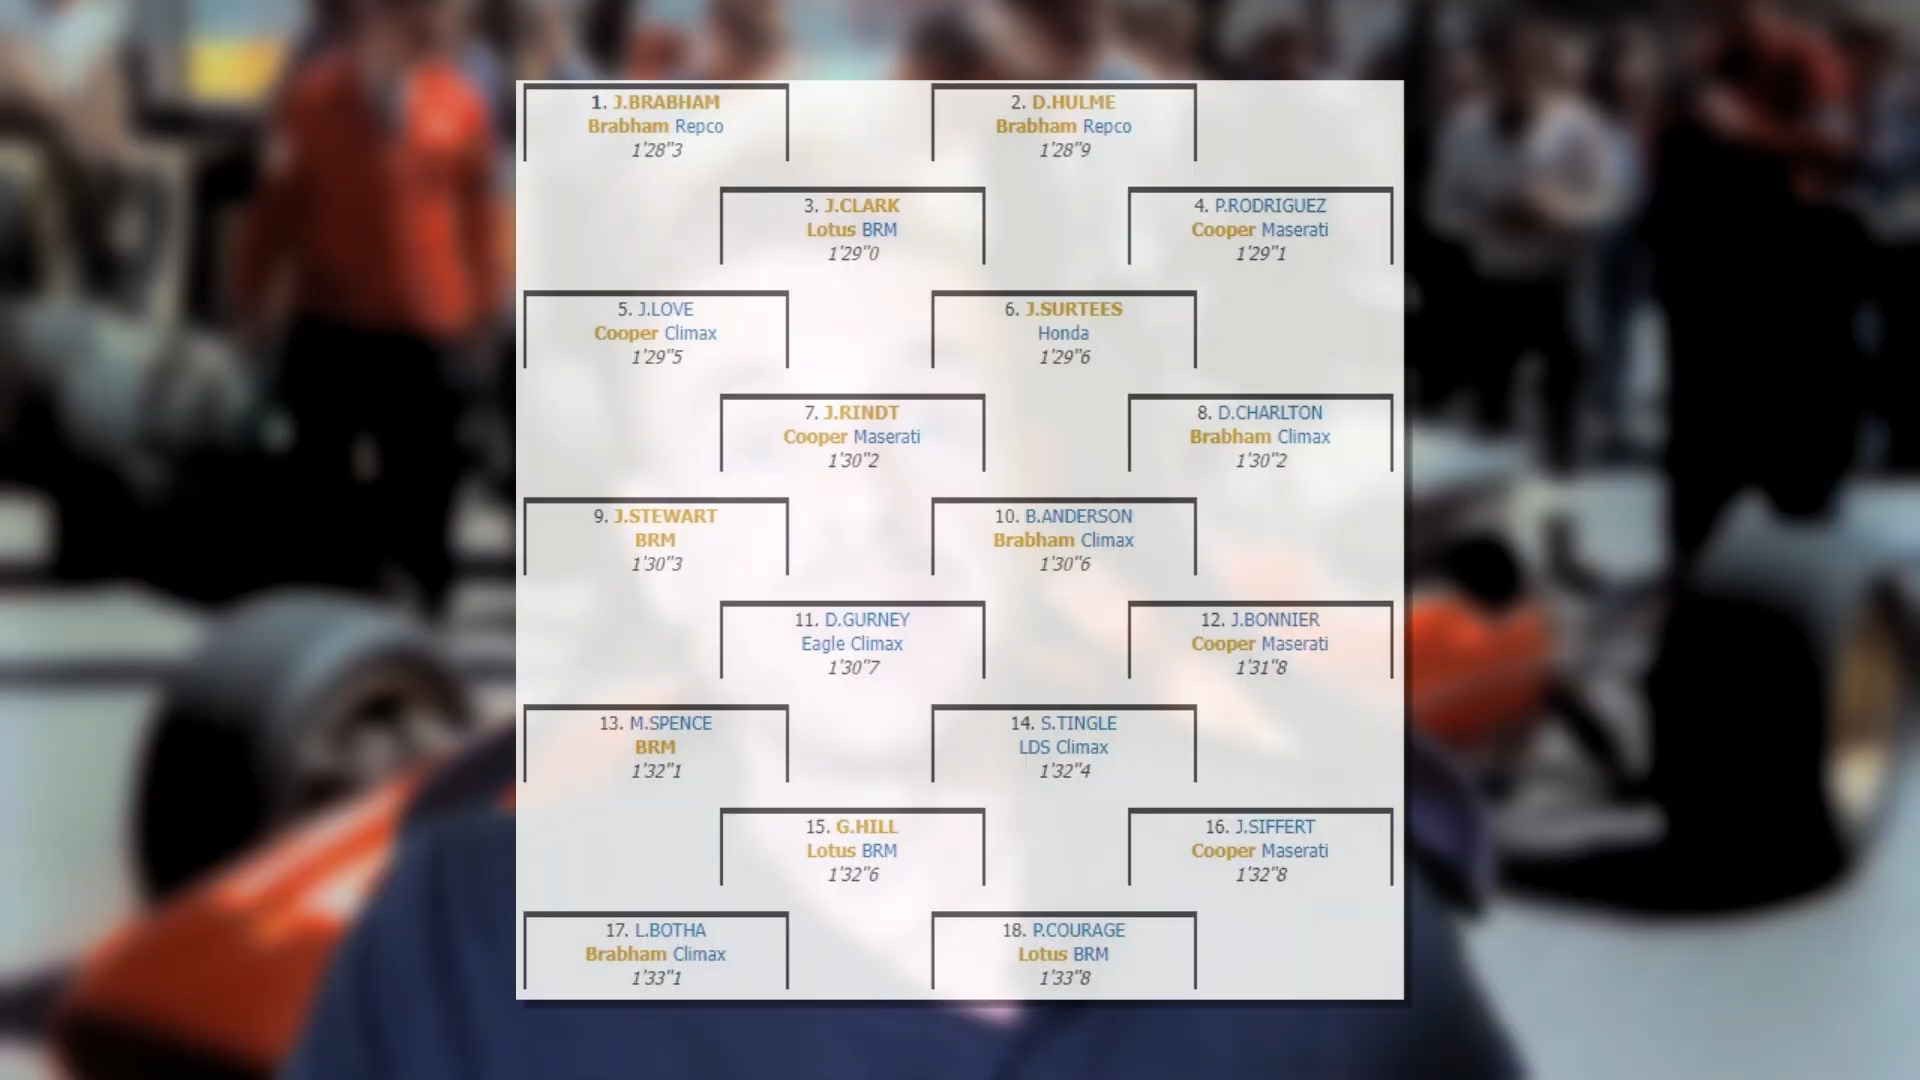 1. J.BRABHAM
Brabham Repco
1'28"3
2. D.HULME
Brabham Repco
1'28"9
3. J.CLARK
Lotus BRM
1'29"0
4. P.RODRIGUEZ
Cooper Maserati
1'29"1
5. J.LOVE
Cooper Climax
1'29"5
6. J.SURTEES
Honda
1'29"6
7. J.RINDT
Cooper Maserati
1'30"2
8. D.CHARLTON
Brabham Climax
1'30"2
9. J.STEWART
BRM
1'30"3
10. B.ANDERSON
Brabham Climax
1'30"6
11. D.GURNEY
Eagle Climax
1'30"7
12. J.BONNIER
Cooper Maserati
1'31"8
13. M.SPENCE
BRM
1'32"1
14. S.TINGLE
LDS Climax
1'32"4
15. G.HILL
Lotus BRM
1'32"6
16. J.SIFFERT
Cooper Maserati
1'32"8
17. L.BOTHA
Brabham Climax
1'33"1
18. P.COURAGE
Lotus BRM
1'33"8